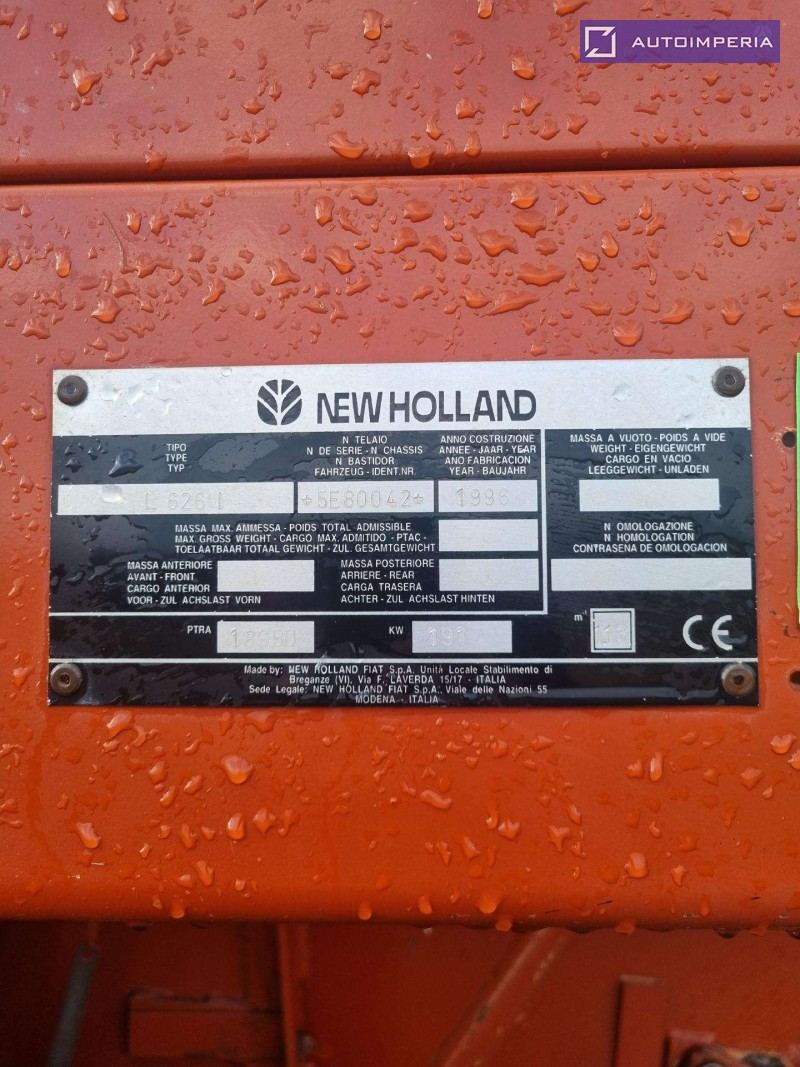 AUTOIMPERIA
NEW HOLLAND
TIPO
TYPE
TYP
L 626
N TELAIO
N DE SERIE - N CHASSIS
N BASTIDOR
FAHRZEUG - IDENT.NR.
*5E80042*
ANNO COSTRUZIONE
ANNEE - JAAR - YEAR
ANO FABRICACION
YEAR - BAUJAHR
1996
MASSA A VUOTO - POIDS A VIDE
WEIGHT - EIGENGEWICHT
CARGO EN VACIO
LEEGGEWICHT - UNLADEN
MASSA MAX. AMMESSA - POIDS TOTAL ADMISSIBLE
MAX. GROSS WEIGHT - CARGO MAX. ADMITIDO - PTAC -
TOELAATBAAR TOTAAL GEWICHT - ZUL. GESAMTGEWICHT
N OMOLOGAZIONE
N HOMOLOGATION
CONTRASENA DE OMOLOGACION
MASSA ANTERIORE
AVANT - FRONT
CARGO ANTERIOR
VOOR - ZUL ACHSLAST VORN
MASSA POSTERIORE
ARRIERE - REAR
CARGA TRASERA
ACHTER - ZUL ACHSLAST HINTEN
PTRA
KW 191
m-1
CE
Made by: NEW HOLLAND FIAT S.p.A. Unità Locale Stabilimento di
Breganze (VI), Via F. LAVERDA 15/17 - ITALIA
Sede Legale: NEW HOLLAND FIAT S.p.A. Viale delle Nazioni 55
MODENA - ITALIA